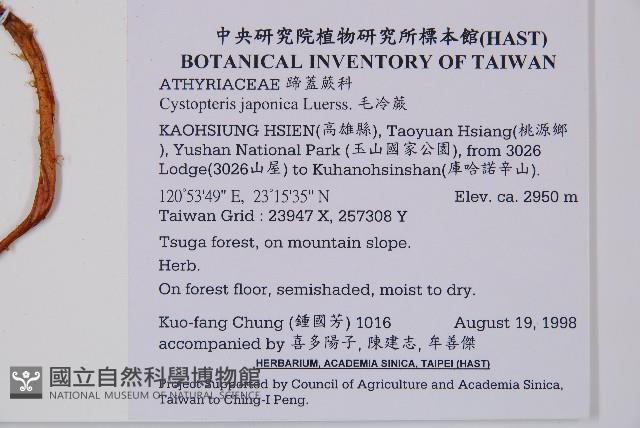 中央研究院植物研究所標本館(HAST)
BOTANICAL INVENTORY OF TAIWAN
ATHYRIACEAE 蹄蓋蕨科
Cystopteris japonica Luerss. 毛冷蕨
KAOHSIUNG HSIEN(高雄縣), Taoyuan Hsiang(桃源鄉
), Yushan National Park (玉山國家公園), from 3026
Lodge(3026山屋) to Kuhanohsinshan(庫哈諾辛山).
120°53'49" E, 23°15'35" N Elev. ca. 2950 m
Taiwan Grid : 23947 X, 257308 Y
Tsuga forest, on mountain slope.
Herb.
On forest floor, semishaded, moist to dry.
Kuo-fang Chung (鍾國芳) 1016 August 19, 1998
accompanied by 喜多陽子, 陳建志, 牟善傑
HERBARIUM, ACADEMIA SINICA, TAIPEI (HAST)
Project Supported by Council of Agriculture and Academia Sinica,
Taiwan to Ching-I Peng.
國立自然科學博物館
NATIONAL MUSEUM OF NATURAL SCIENCE